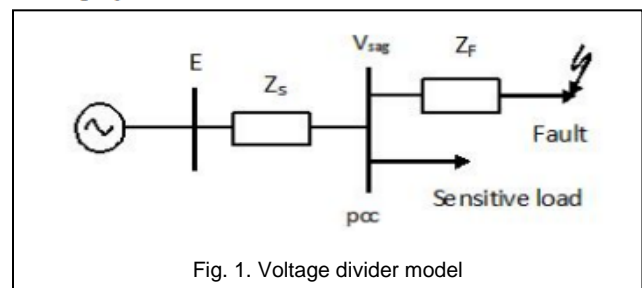 E
Zs
Vsag
ZF
Fault
Sensitive load
pcc
Fig. 1. Voltage divider model